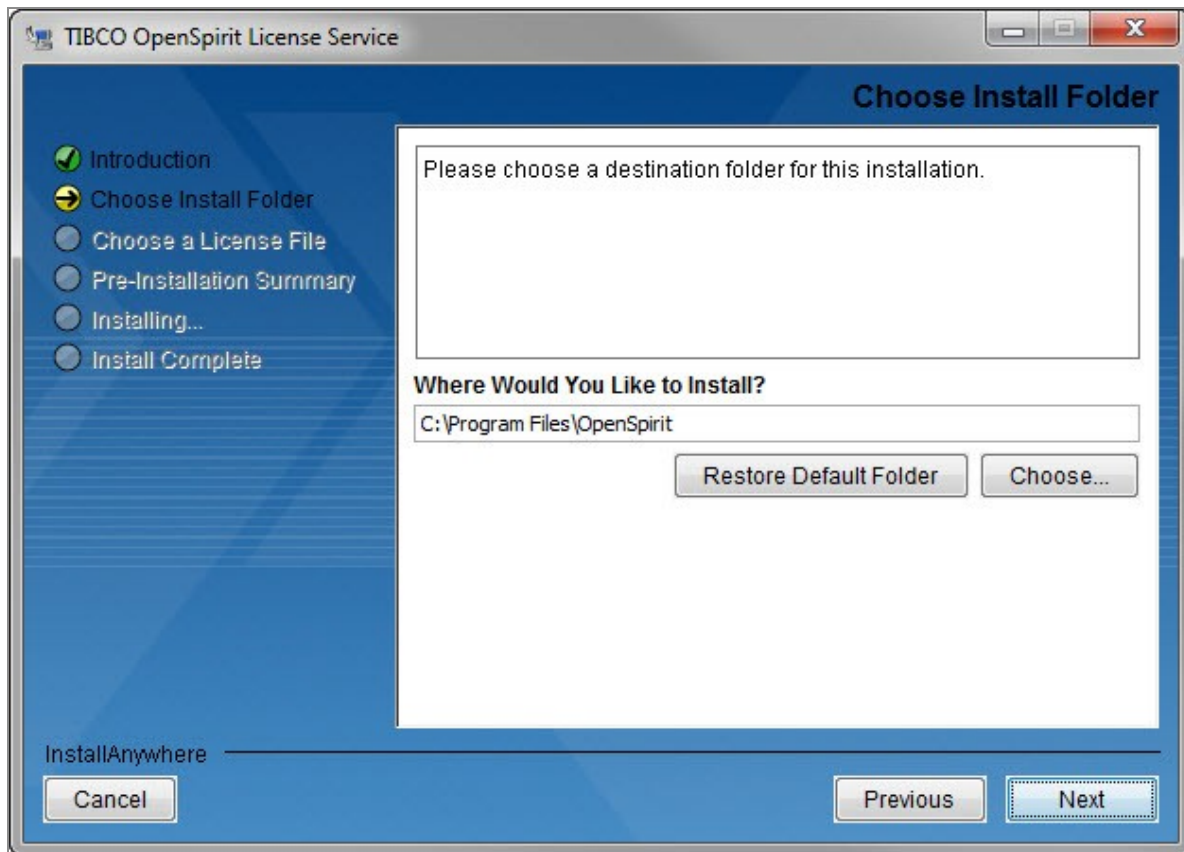 TIBCO OpenSpirit License Service
Choose Install Folder
Introduction
Choose Install Folder
Choose a License File
Pre-Installation Summary
Installing...
Install Complete
Please choose a destination folder for this installation.
Where Would You Like to Install?
C:\Program Files\OpenSpirit
Restore Default Folder
Choose...
InstallAnywhere
Cancel
Previous
Next